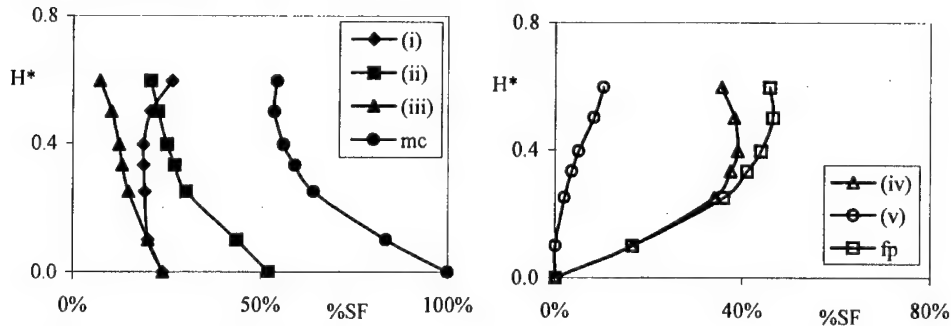 0.8
H*
0.4
0.0
0%
50%
%SF
100%
(i)
(ii)
(iii)
mc
0.8
H*
0.4
0.0
0%
40%
%SF
80%
(iv)
(v)
fp